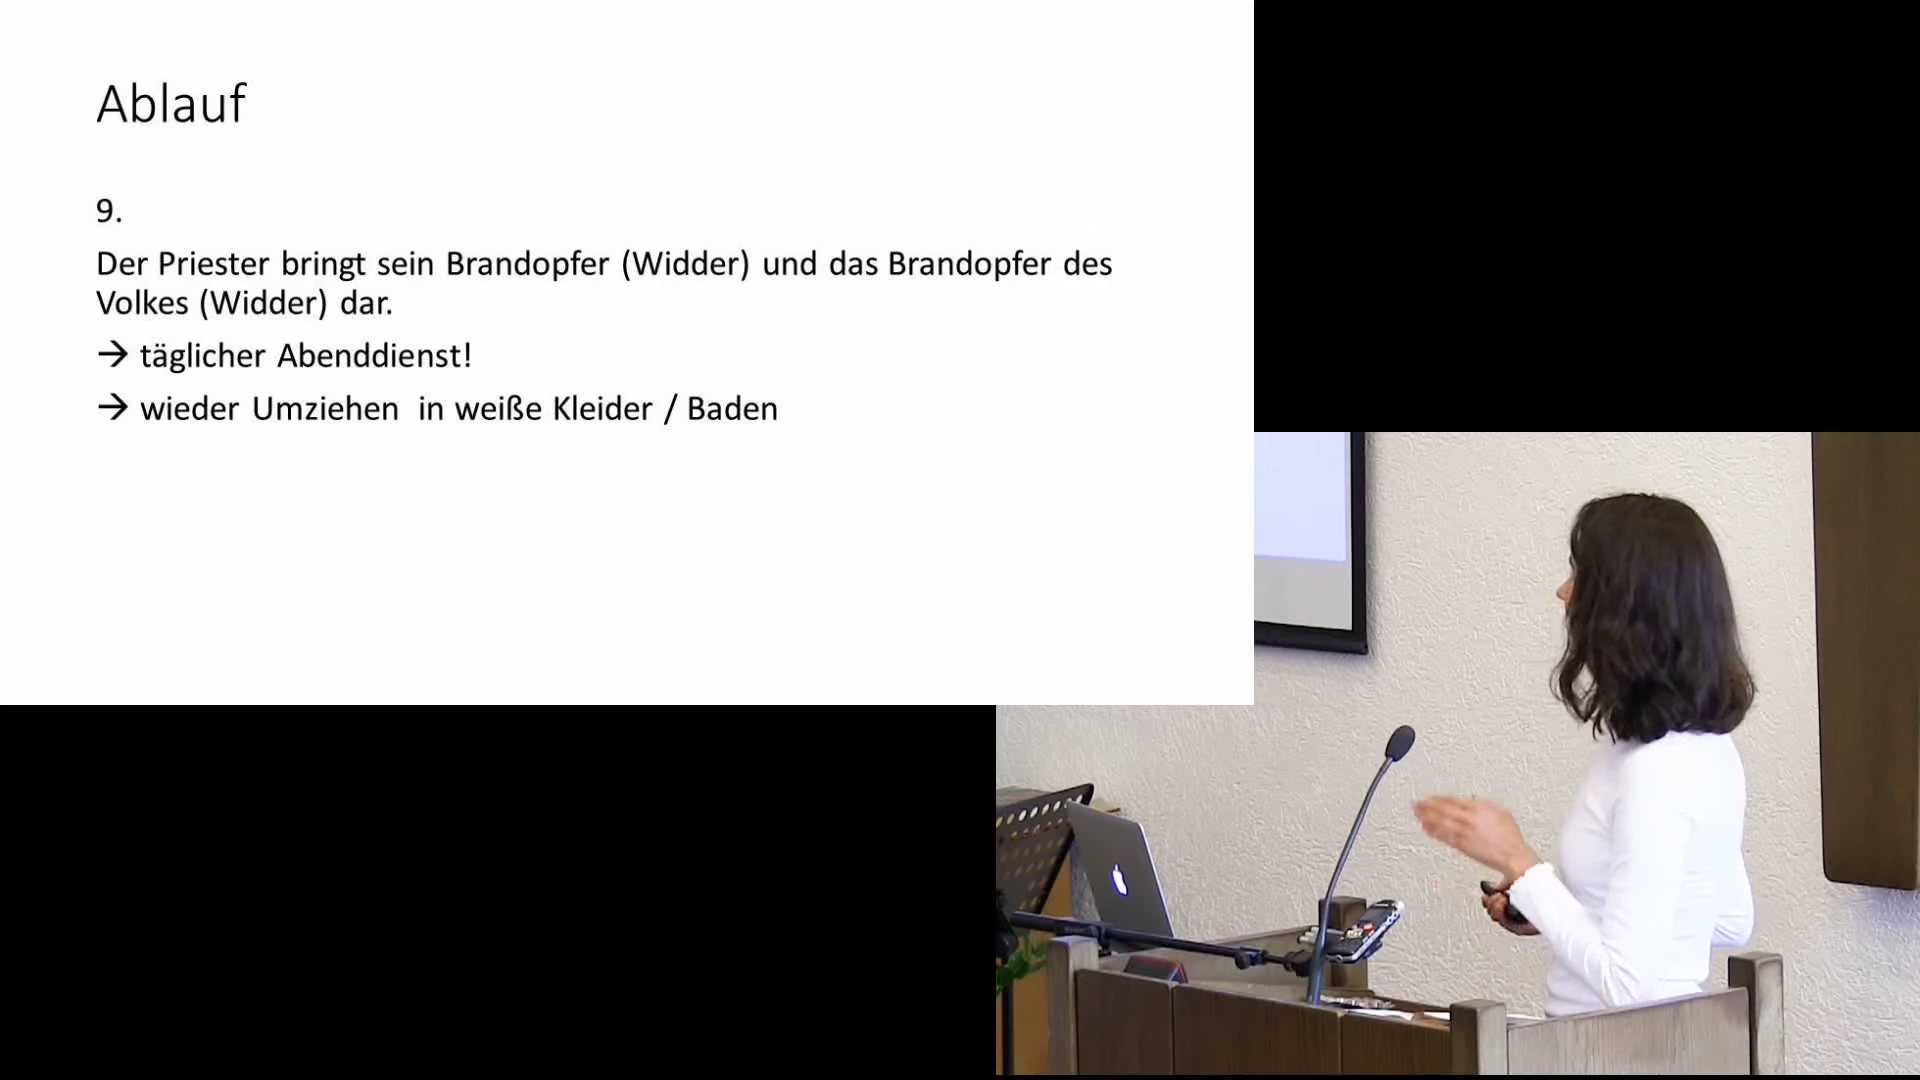 Ablauf
9.
Der Priester bringt sein Brandopfer (Widder) und das Brandopfer des
Volkes (Widder) dar.
→ täglicher Abenddienst!
→ wieder Umziehen in weiße Kleider / Baden